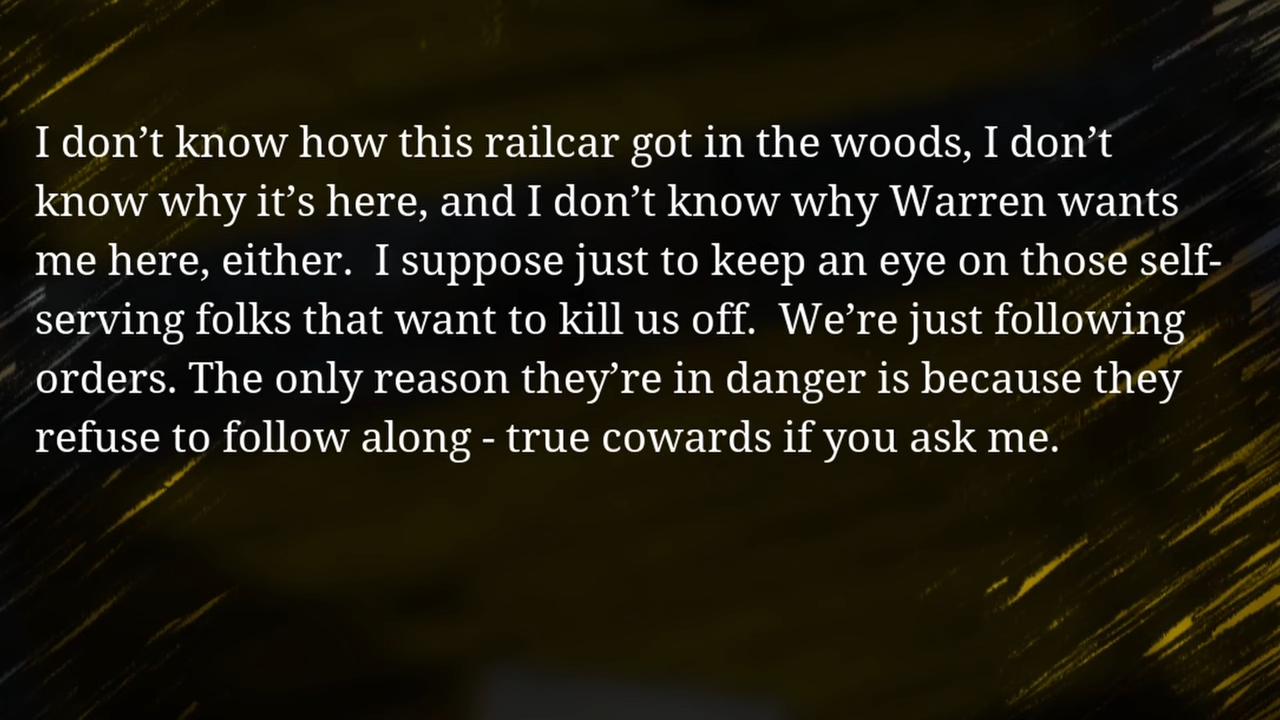 I don’t know how this railcar got in the woods, I don’t
know why it’s here, and I don’t know why Warren wants
me here, either.  I suppose just to keep an eye on those self-
serving folks that want to kill us off.  We’re just following
orders. The only reason they’re in danger is because they
refuse to follow along - true cowards if you ask me.